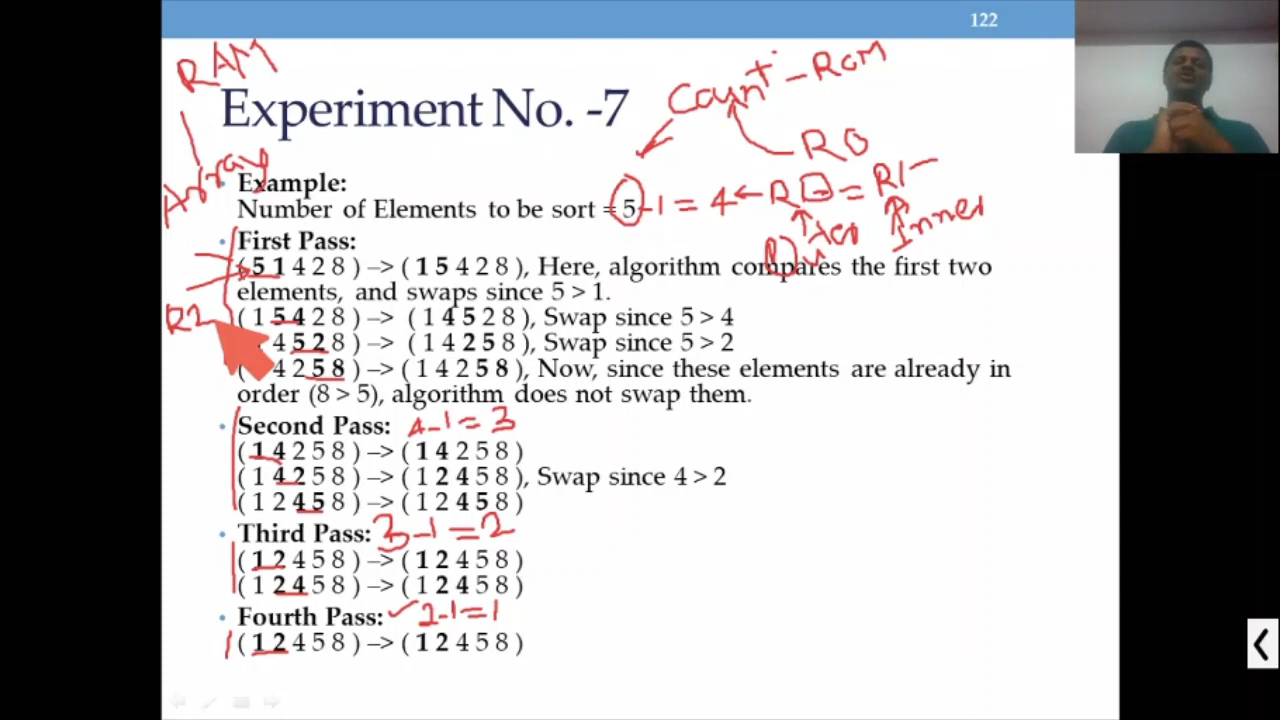 122
RAM
Count - ROM
Experiment No. -7
R0
Array
Example:
Number of Elements to be sort = 5 -1 = 4 ← R0 = R1
Outer Inner
First Pass:
( 5 1 4 2 8 ) –> ( 1 5 4 2 8 ), Here, algorithm compares the first two
elements, and swaps since 5 > 1.
R2
( 1 5 4 2 8 ) –> ( 1 4 5 2 8 ), Swap since 5 > 4
4 5 2 8 ) –> ( 1 4 2 5 8 ), Swap since 5 > 2
( 4 2 5 8 ) –> ( 1 4 2 5 8 ), Now, since these elements are already in
order (8 > 5), algorithm does not swap them.
Second Pass: 4-1=3
( 1 4 2 5 8 ) –> ( 1 4 2 5 8 )
( 1 4 2 5 8 ) –> ( 1 2 4 5 8 ), Swap since 4 > 2
( 1 2 4 5 8 ) –> ( 1 2 4 5 8 )
Third Pass: 3-1=2
( 1 2 4 5 8 ) –> ( 1 2 4 5 8 )
( 1 2 4 5 8 ) –> ( 1 2 4 5 8 )
Fourth Pass: 2-1=1
( 1 2 4 5 8 ) –> ( 1 2 4 5 8 )